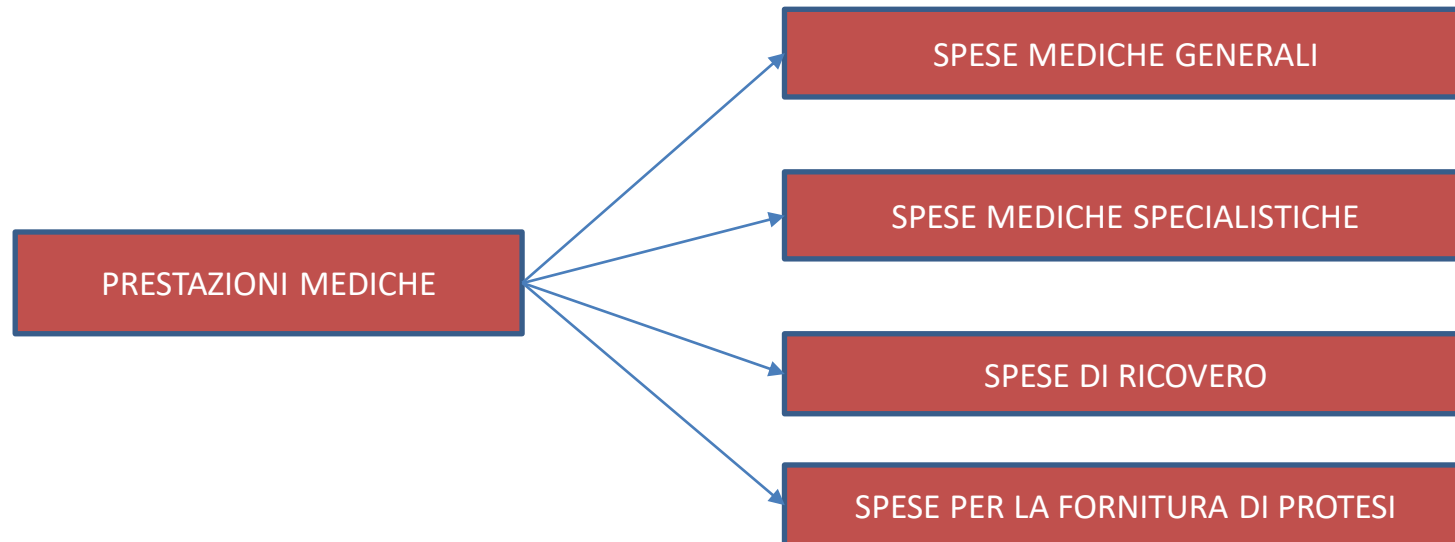 SPESE MEDICHE GENERALI
SPESE MEDICHE SPECIALISTICHE
PRESTAZIONI MEDICHE
SPESE DI RICOVERO
SPESE PER LA FORNITURA DI PROTESI